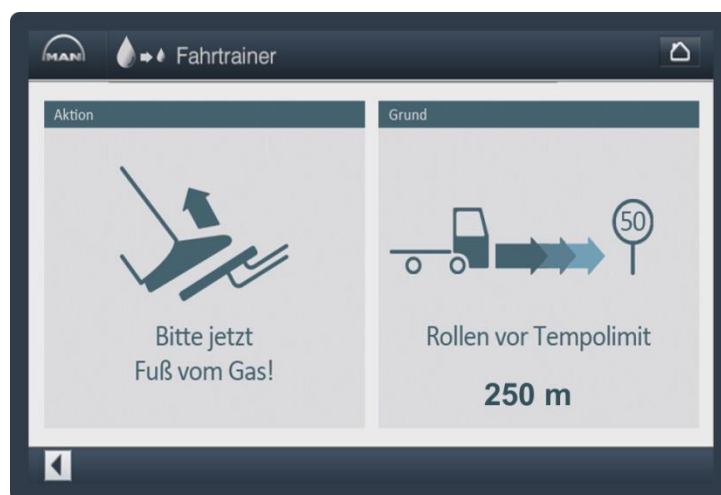 MAN
Fahrtrainer
Aktion
Bitte jetzt
Fuß vom Gas!
Grund
50
Rollen vor Tempolimit
250 m